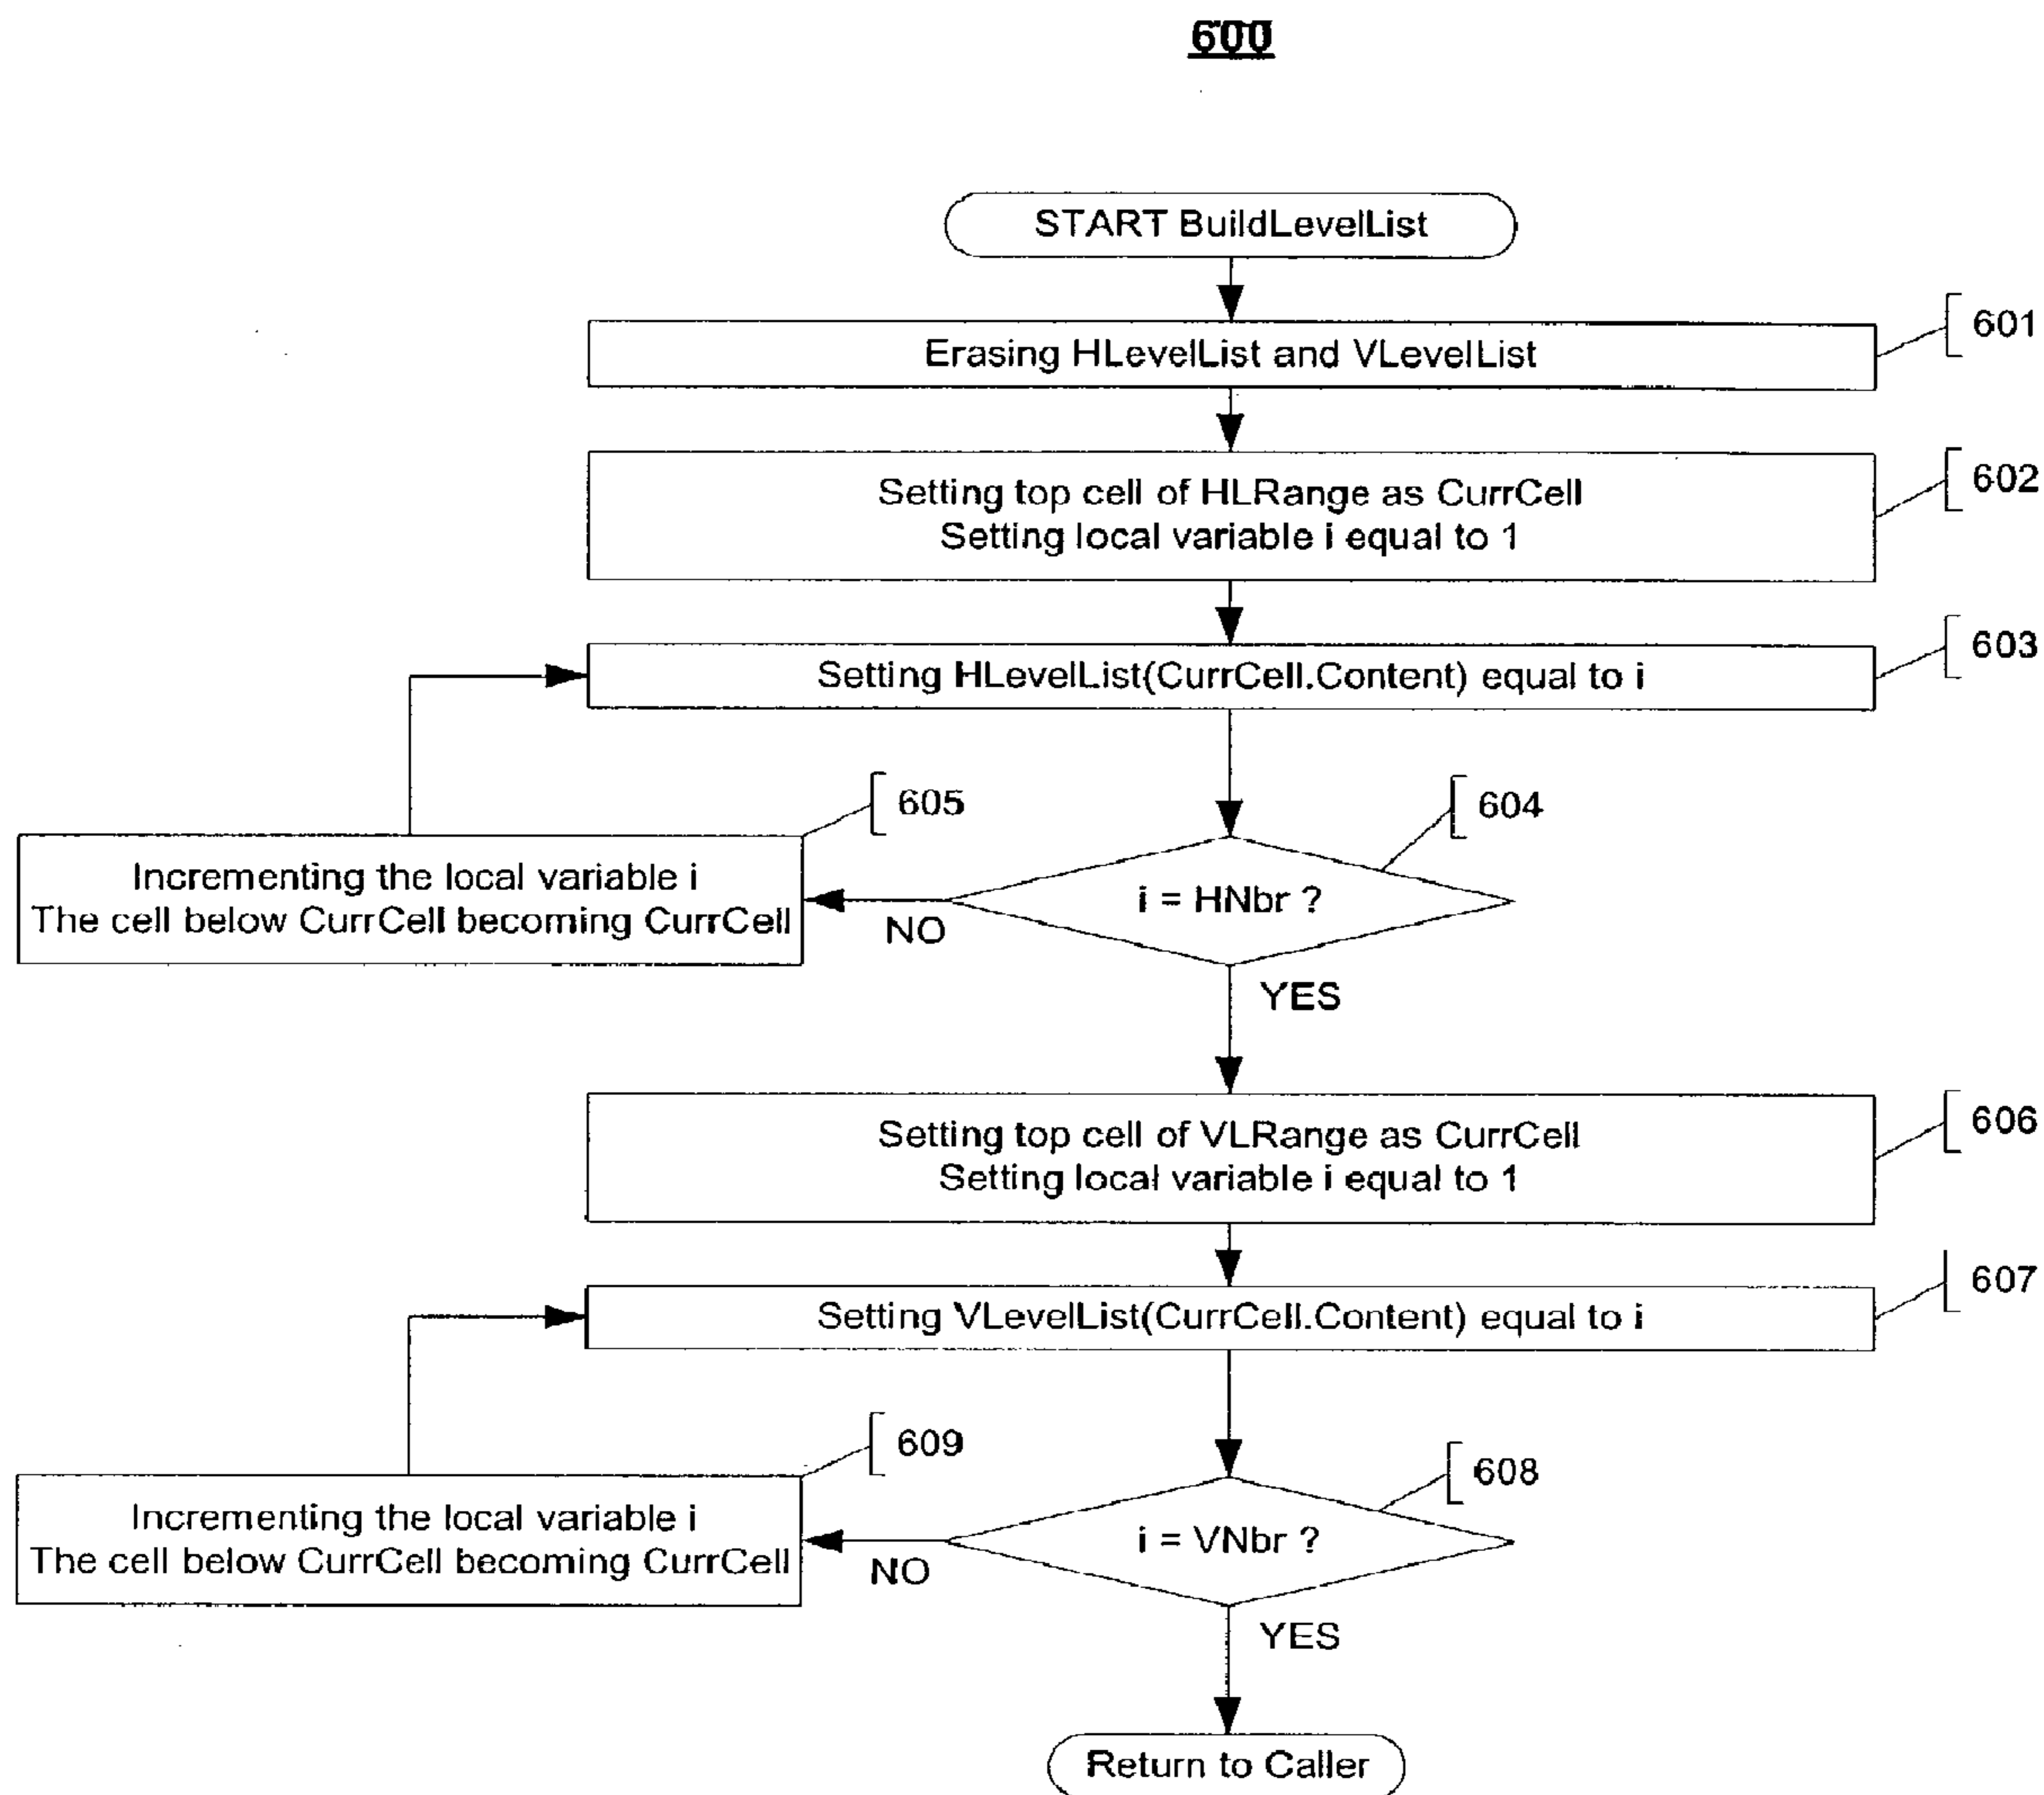 600
START BuildLevelList
601
Erasing HLevelList and VLevelList
602
Setting top cell of HLRange as CurrCell
Setting local variable i equal to 1
603
Setting HLevelList(CurrCell.Content) equal to i
605
604
Incrementing the local variable i
The cell below CurrCell becoming CurrCell
i = HNbr ?
NO
YES
606
Setting top cell of VLRange as CurrCell
Setting local variable i equal to 1
607
Setting VLevelList(CurrCell.Content) equal to i
609
608
Incrementing the local variable i
The cell below CurrCell becoming CurrCell
i = VNbr ?
NO
YES
Return to Caller